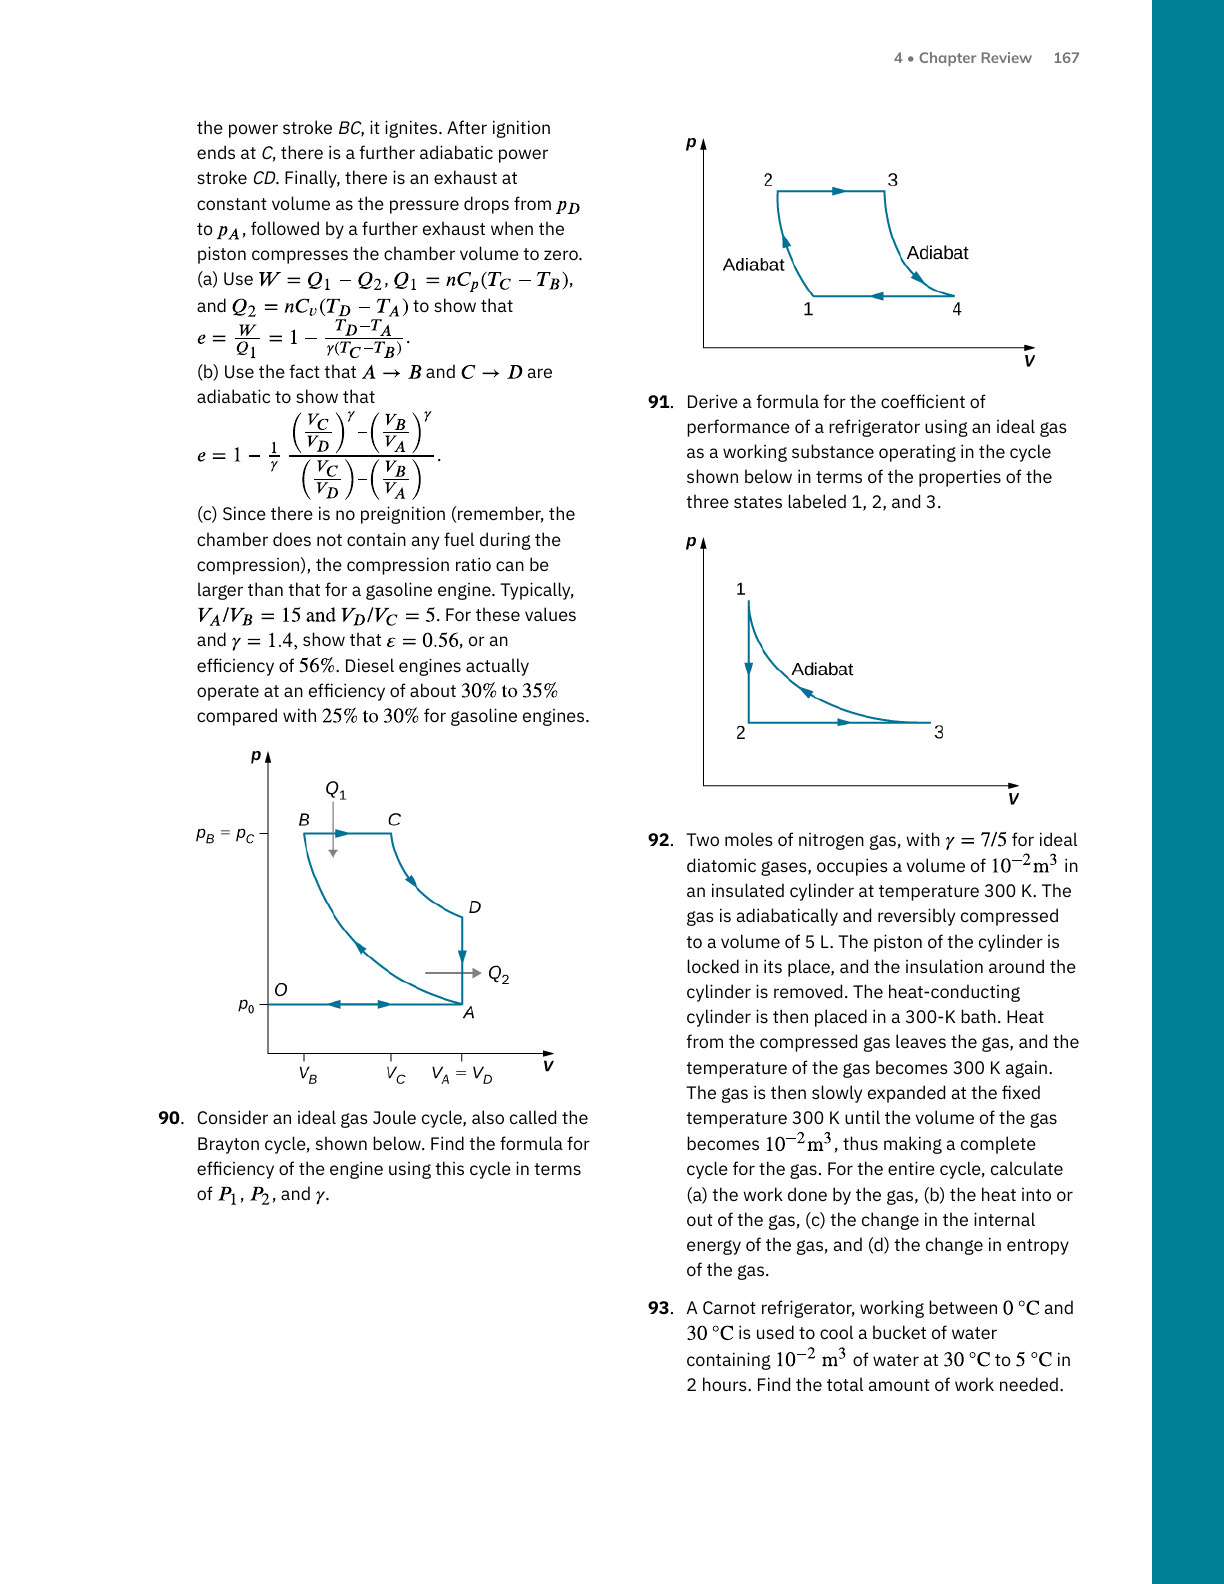 4 • Chapter Review 167
the power stroke BC, it ignites. After ignition
ends at C, there is a further adiabatic power
stroke CD. Finally, there is an exhaust at
constant volume as the pressure drops from p_D
to p_A, followed by a further exhaust when the
piston compresses the chamber volume to zero.
(a) Use W = Q_1 − Q_2, Q_1 = nC_p(T_C − T_B),
and Q_2 = nC_v(T_D − T_A) to show that
e = W/Q_1 = 1 − (T_D−T_A)/(γ(T_C−T_B)).
(b) Use the fact that A → B and C → D are
adiabatic to show that
e = 1 − 1/γ ((V_C/V_D)^γ − (V_B/V_A)^γ)/((V_C/V_D) − (V_B/V_A)).
(c) Since there is no preignition (remember, the
chamber does not contain any fuel during the
compression), the compression ratio can be
larger than that for a gasoline engine. Typically,
V_A/V_B = 15 and V_D/V_C = 5. For these values
and γ = 1.4, show that ε = 0.56, or an
efficiency of 56%. Diesel engines actually
operate at an efficiency of about 30% to 35%
compared with 25% to 30% for gasoline engines.
p
Q_1
B C
p_B = p_C
D
Q_2
O
p_0
A
V_B V_C V_A = V_D V
90. Consider an ideal gas Joule cycle, also called the
Brayton cycle, shown below. Find the formula for
efficiency of the engine using this cycle in terms
of P_1, P_2, and γ.
p
2 3
Adiabat
Adiabat
1 4
V
91. Derive a formula for the coefficient of
performance of a refrigerator using an ideal gas
as a working substance operating in the cycle
shown below in terms of the properties of the
three states labeled 1, 2, and 3.
p
1
Adiabat
2 3
V
92. Two moles of nitrogen gas, with γ = 7/5 for ideal
diatomic gases, occupies a volume of 10^−2 m^3 in
an insulated cylinder at temperature 300 K. The
gas is adiabatically and reversibly compressed
to a volume of 5 L. The piston of the cylinder is
locked in its place, and the insulation around the
cylinder is removed. The heat-conducting
cylinder is then placed in a 300-K bath. Heat
from the compressed gas leaves the gas, and the
temperature of the gas becomes 300 K again.
The gas is then slowly expanded at the fixed
temperature 300 K until the volume of the gas
becomes 10^−2 m^3, thus making a complete
cycle for the gas. For the entire cycle, calculate
(a) the work done by the gas, (b) the heat into or
out of the gas, (c) the change in the internal
energy of the gas, and (d) the change in entropy
of the gas.
93. A Carnot refrigerator, working between 0 °C and
30 °C is used to cool a bucket of water
containing 10^−2 m^3 of water at 30 °C to 5 °C in
2 hours. Find the total amount of work needed.